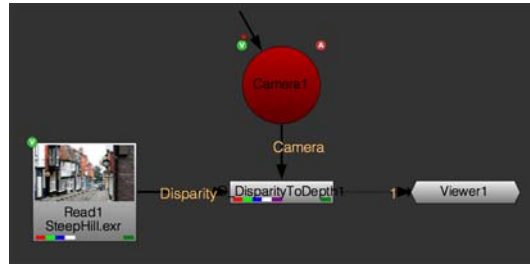 V
A
Camera1
Camera
V
Disparity
DisparityToDepth1
1
Viewer1
Read1
SteepHill.exr